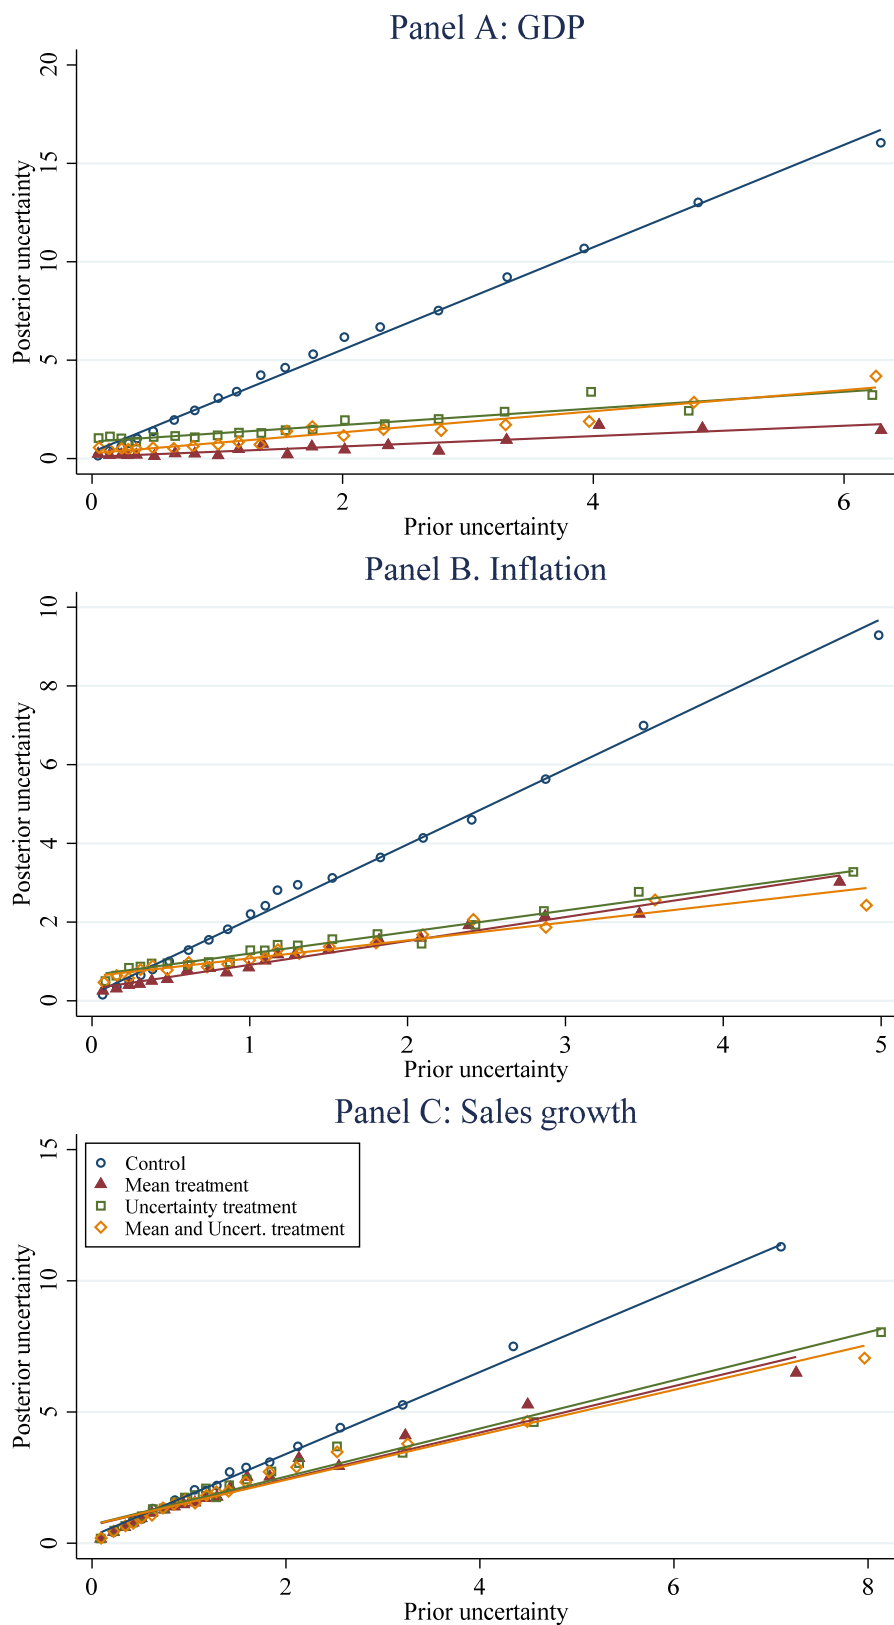 Panel A: GDP
20
15
10
5
0
Posterior uncertainty
0 2 4 6
Prior uncertainty
Panel B. Inflation
10
8
6
4
2
0
Posterior uncertainty
0 1 2 3 4 5
Prior uncertainty
Panel C: Sales growth
15
10
5
0
Posterior uncertainty
Control
Mean treatment
Uncertainty treatment
Mean and Uncert. treatment
0 2 4 6 8
Prior uncertainty